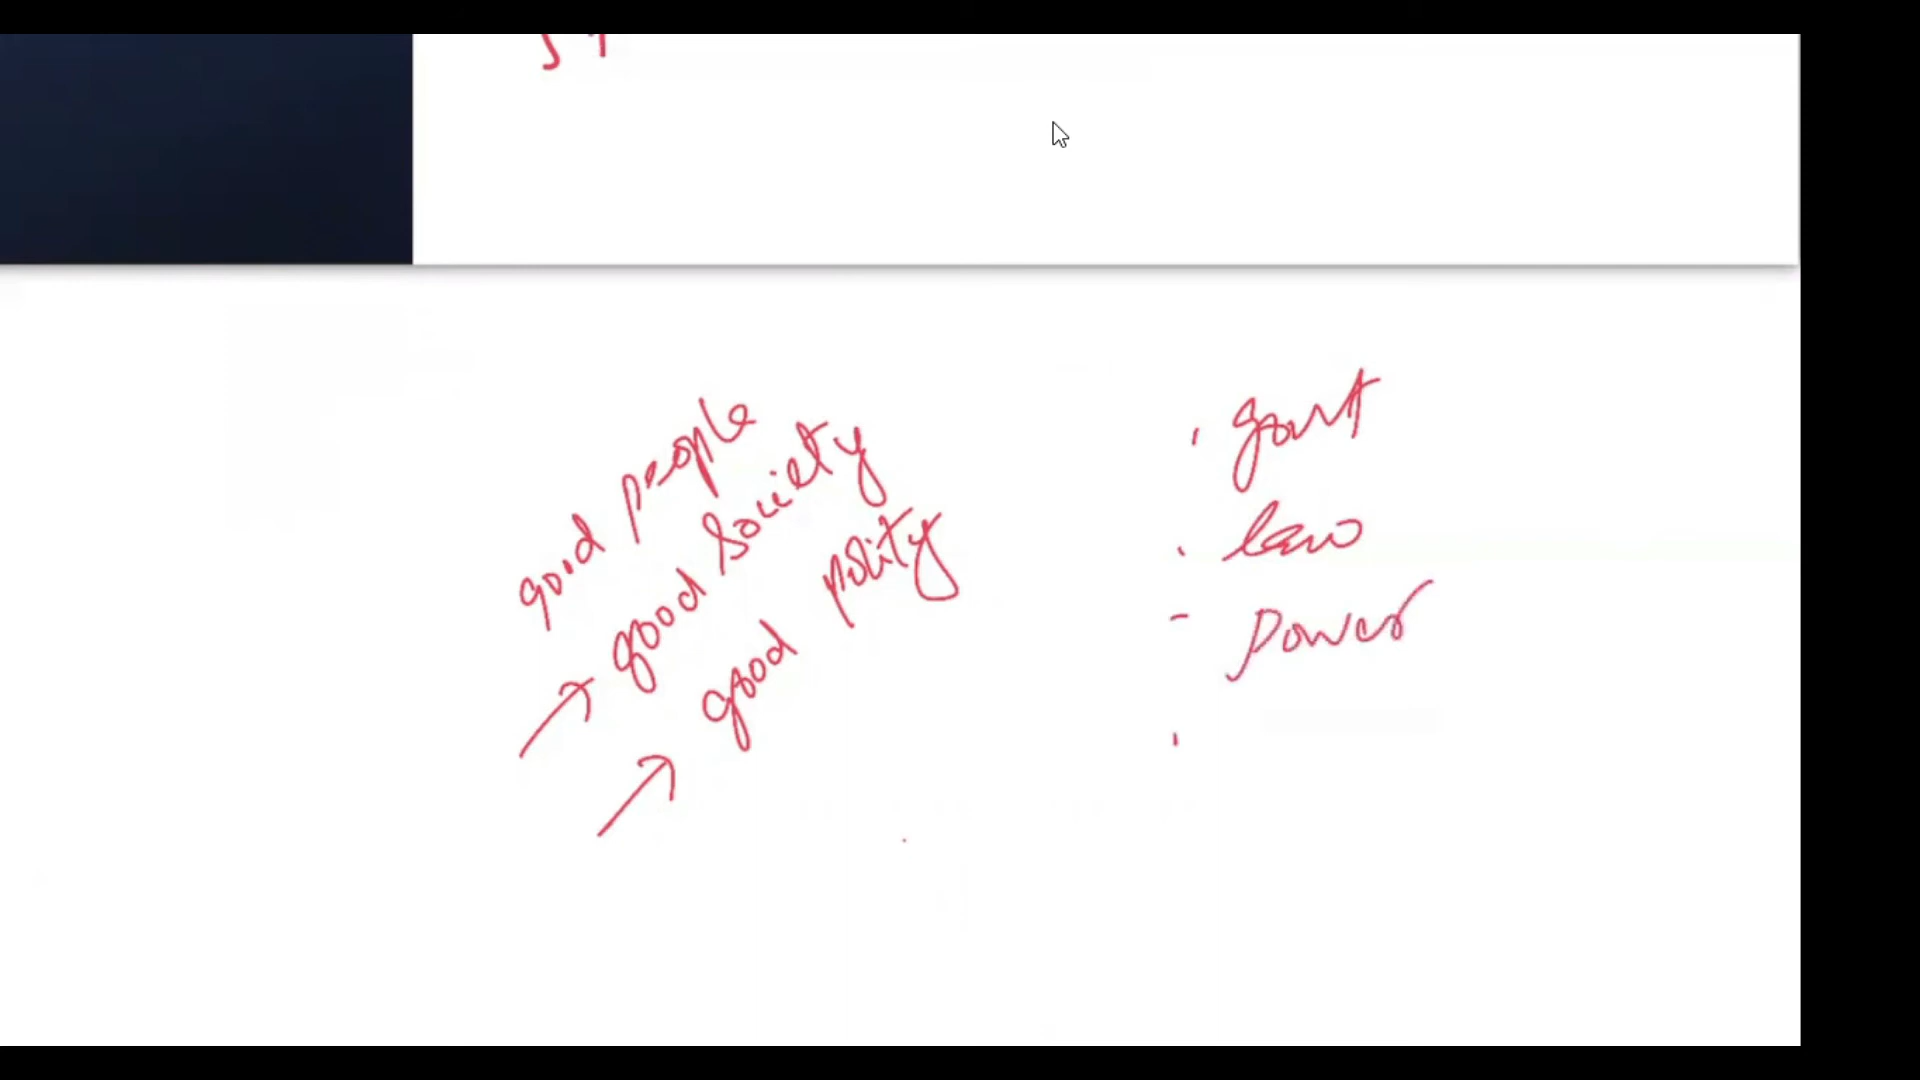 good people
→ good society
→ good polity
· govt
· law
- power
·